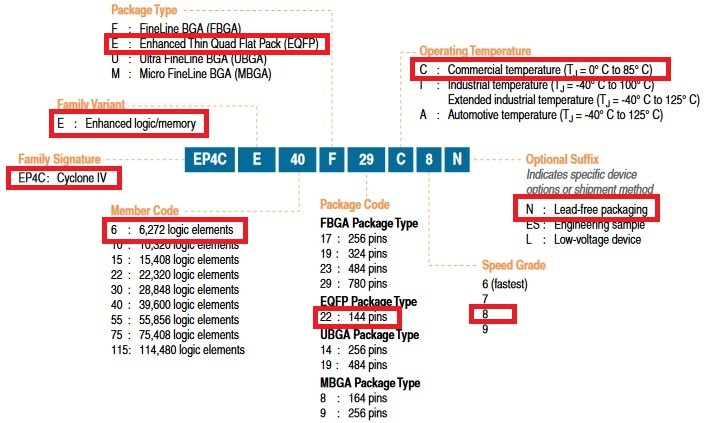 Package Type
F : FineLine BGA (FBGA)
E : Enhanced Thin Quad Flat Pack (EQFP)
U : Ultra FineLine BGA (UBGA)
M : Micro FineLine BGA (MBGA)
Operating Temperature
C : Commercial temperature (TJ = 0° C to 85° C)
I : Industrial temperature (TJ = -40° C to 100° C)
Extended industrial temperature (TJ = -40° C to 125° C)
A : Automotive temperature (TJ = -40° C to 125° C)
Family Variant
E : Enhanced logic/memory
Family Signature
EP4C: Cyclone IV
EP4C E 40 F 29 C 8 N
Optional Suffix
Indicates specific device
options or shipment method
N : Lead-free packaging
ES : Engineering sample
L : Low-voltage device
Member Code
6 : 6,272 logic elements
10 : 10,320 logic elements
15 : 15,408 logic elements
22 : 22,320 logic elements
30 : 28,848 logic elements
40 : 39,600 logic elements
55 : 55,856 logic elements
75 : 75,408 logic elements
115: 114,480 logic elements
Package Code
FBGA Package Type
17 : 256 pins
19 : 324 pins
23 : 484 pins
29 : 780 pins
EQFP Package Type
22 : 144 pins
UBGA Package Type
14 : 256 pins
19 : 484 pins
MBGA Package Type
8 : 164 pins
9 : 256 pins
Speed Grade
6 (fastest)
7
8
9